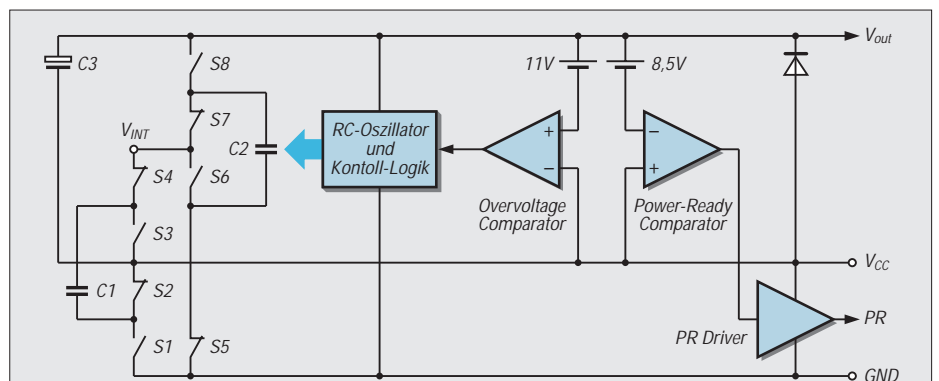 C3
S8
11V
8,5V
Vout
S7
VINT
C2
RC-Oszillator
und
Kontoll-Logik
+
−
−
+
S4
S6
Overvoltage
Comparator
Power-Ready
Comparator
S3
VCC
C1
S2
S1
S5
PR Driver
PR
GND